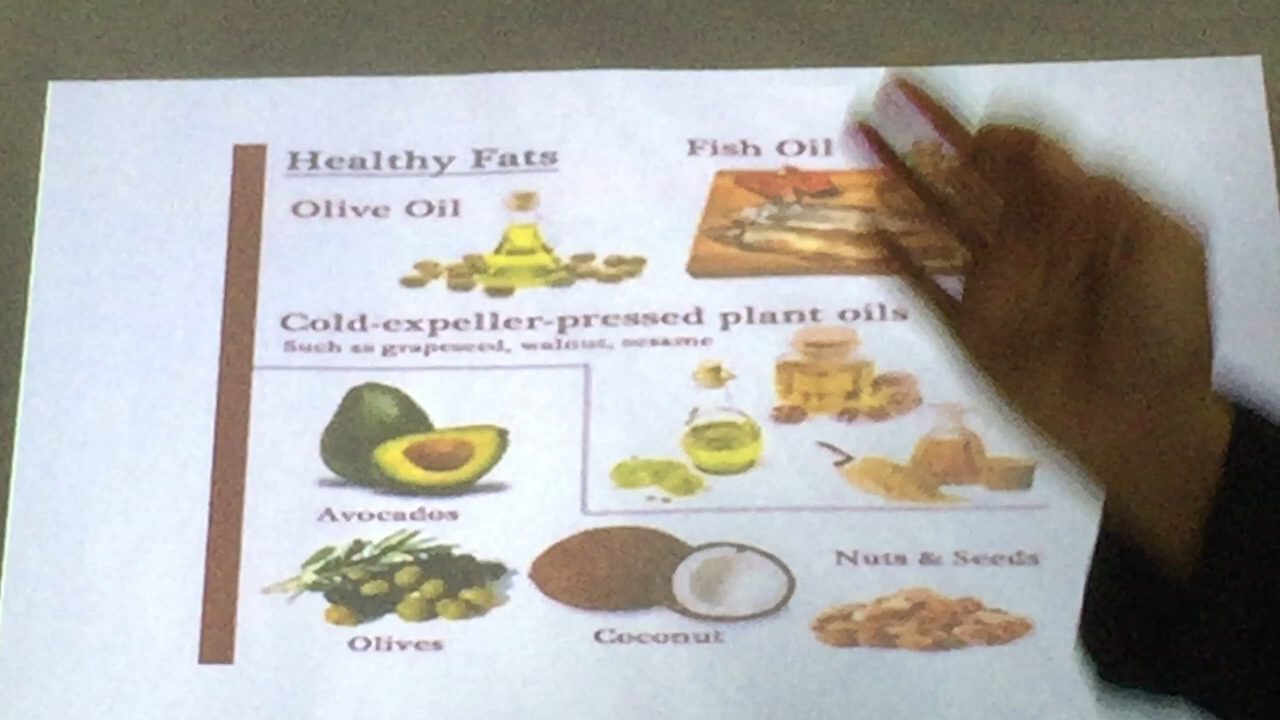 Healthy Fats
Fish Oil
Olive Oil
Cold-expeller-pressed plant oils
Such as grapeseed, walnut, sesame
Avocados
Nuts & Seeds
Olives
Coconut